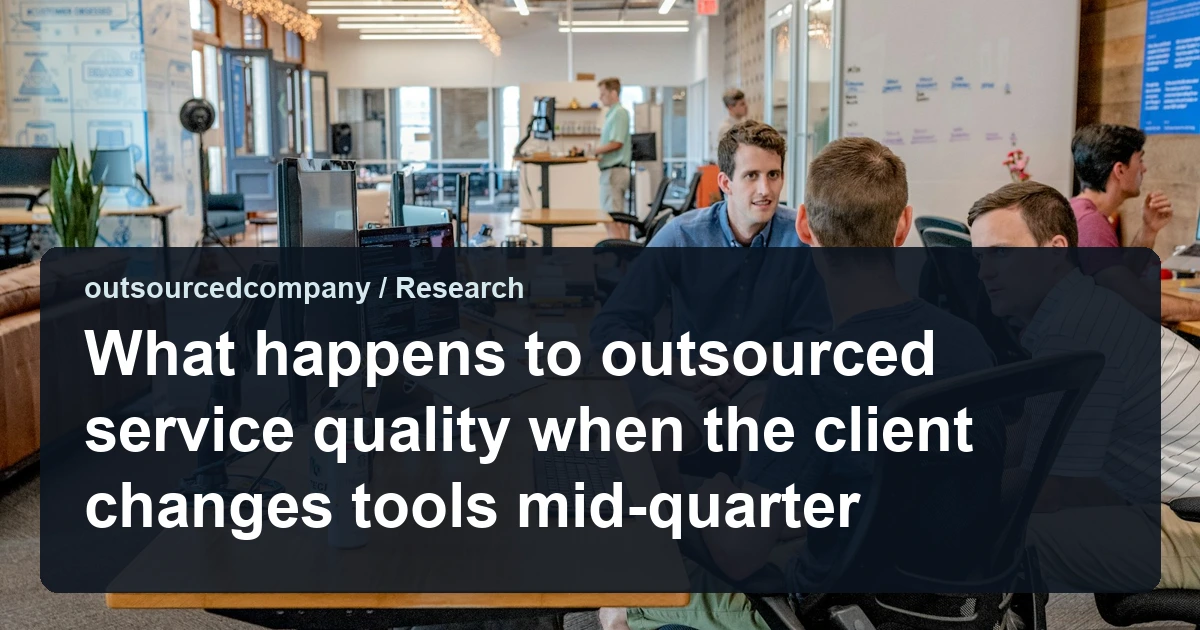 outsourcedcompany / Research
What happens to outsourced
service quality when the client
changes tools mid-quarter